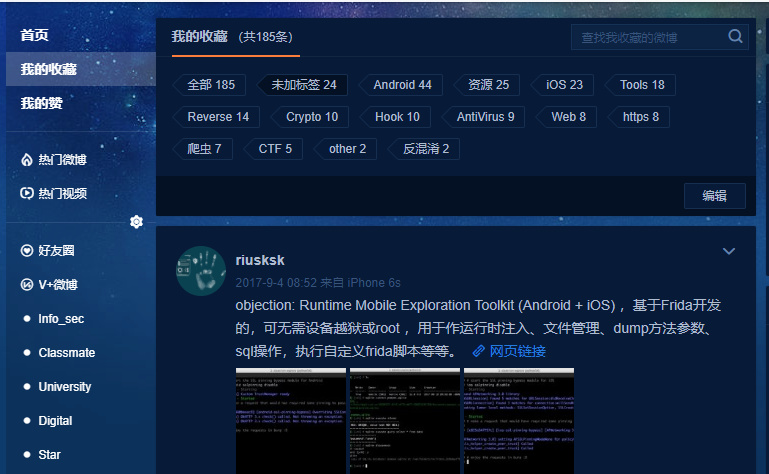 首页
我的收藏
我的赞
热门微博
热门视频
好友圈
V+微博
Info_sec
Classmate
University
Digital
Star
我的收藏 (共185条)
查找我收藏的微博
全部 185 未加标签 24 Android 44 资源 25 iOS 23 Tools 18
Reverse 14 Crypto 10 Hook 10 AntiVirus 9 Web 8 https 8
爬虫 7 CTF 5 other 2 反混淆 2
编辑
riusksk
2017-9-4 08:52 来自 iPhone 6s
objection: Runtime Mobile Exploration Toolkit (Android + iOS) ，基于Frida开发
的，可无需设备越狱或root ，用于作运行时注入、文件管理、dump方法参数、
sql操作，执行自定义frida脚本等等。 网页链接